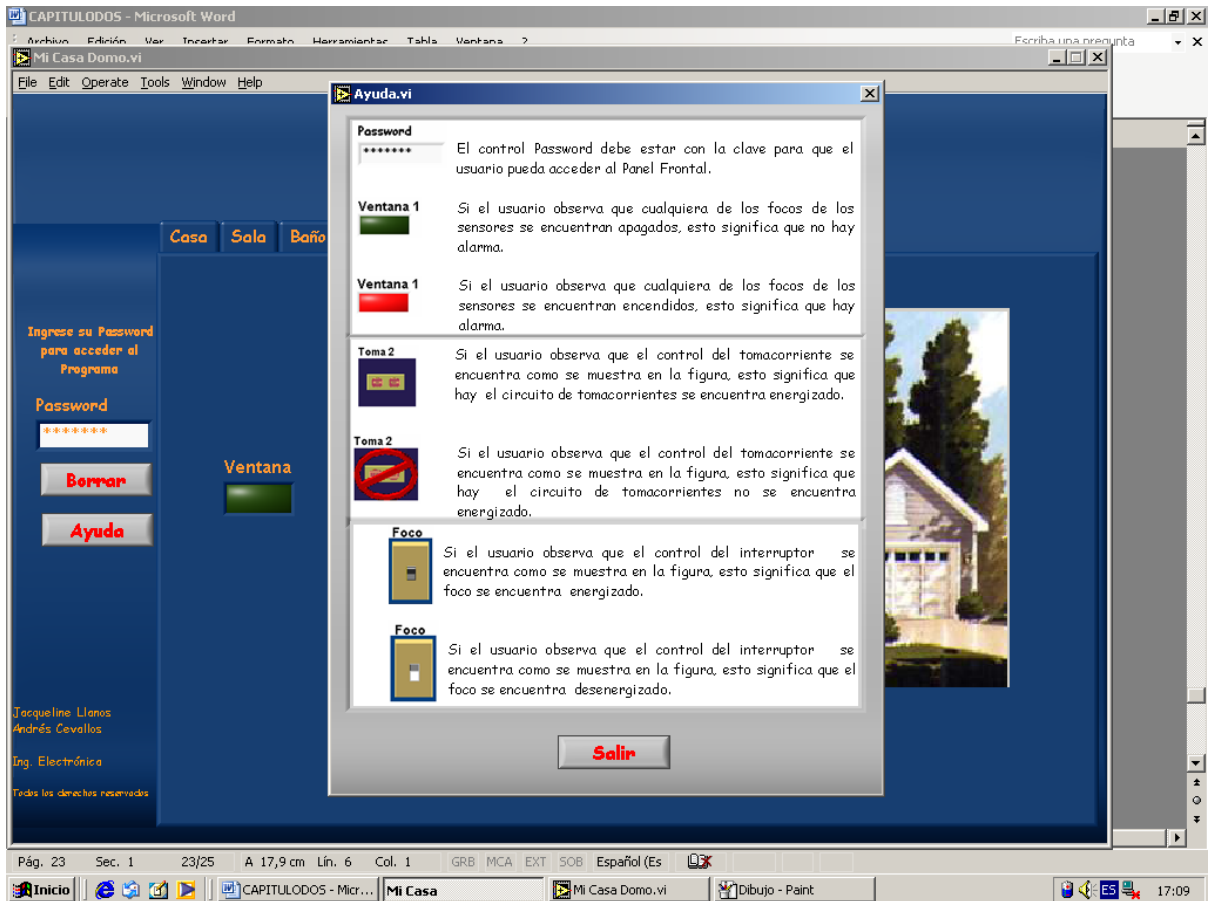 CAPITULODOS - Microsoft Word
Archivo Edición Ver Insertar Formato Herramientas Tabla Ventana ?
Escriba una pregunta
Mi Casa Domo.vi
File Edit Operate Tools Window Help
Casa Sala Baño
Ingrese su Password
para acceder al
Programa
Password
*******
Borrar
Ayuda
Ventana
Jacqueline Llanos
Andrés Cevallos
Ing. Electrónica
Todos los derechos reservados
Ayuda.vi
Password
*******
El control Password debe estar con la clave para que el
usuario pueda acceder al Panel Frontal.
Ventana 1
Si el usuario observa que cualquiera de los focos de los
sensores se encuentran apagados, esto significa que no hay
alarma.
Ventana 1
Si el usuario observa que cualquiera de los focos de los
sensores se encuentran encendidos, esto significa que hay
alarma.
Toma 2
Si el usuario observa que el control del tomacorriente se
encuentra como se muestra en la figura, esto significa que
hay el circuito de tomacorrientes se encuentra energizado.
Toma 2
Si el usuario observa que el control del tomacorriente se
encuentra como se muestra en la figura, esto significa que
hay el circuito de tomacorrientes no se encuentra
energizado.
Foco
Si el usuario observa que el control del interruptor se
encuentra como se muestra en la figura, esto significa que el
foco se encuentra energizado.
Foco
Si el usuario observa que el control del interruptor se
encuentra como se muestra en la figura, esto significa que el
foco se encuentra desenergizado.
Salir
Pág. 23 Sec. 1 23/25 A 17,9 cm Lín. 6 Col. 1 GRB MCA EXT SOB Español (Es
Inicio CAPITULODOS - Micr... Mi Casa Mi Casa Domo.vi Dibujo - Paint ES 17:09